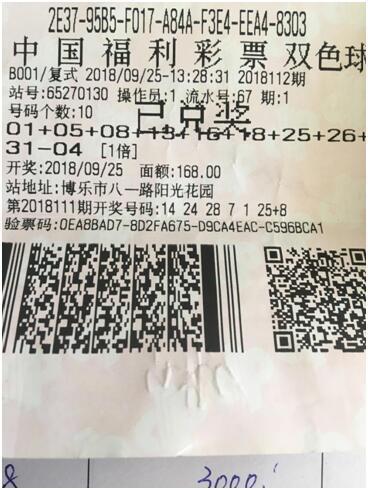 2E37-95B5-F017-A84A-F3E4-EEA4-8303
中国福利彩票 双色球
B001/复式 2018/09/25-13:28:31 2018112期
站号:65270130 操作员:1 流水号:67 期:1
号码个数:10
已兑奖
01+05+08+13+16+18+25+26+
31-04 [1倍]
开奖:2018/09/25 面额:168.00
站地址:博乐市八一路阳光花园
第2018111期开奖号码:14 24 28 7 1 25+8
验票码:0EA8BAD7-8D2FA675-D9CA4EAC-C596BCA1
8 3000